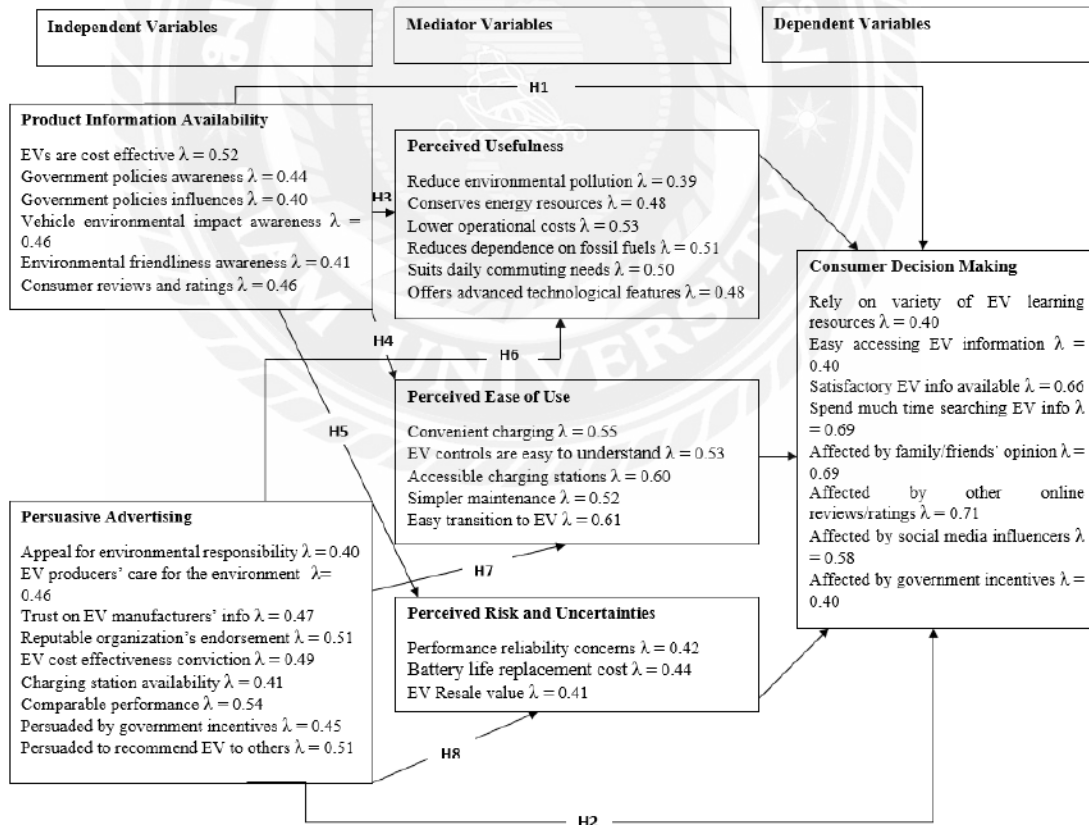 Independent Variables
Mediator Variables
Dependent Variables
H1
Product Information Availability
EVs are cost effective λ = 0.52
Government policies awareness λ = 0.44
Government policies influences λ = 0.40
Vehicle environmental impact awareness λ =
0.46
Environmental friendliness awareness λ = 0.41
Consumer reviews and ratings λ = 0.46
H3
H4
H5
H6
Perceived Usefulness
Reduce environmental pollution λ = 0.39
Conserves energy resources λ = 0.48
Lower operational costs λ = 0.53
Reduces dependence on fossil fuels λ = 0.51
Suits daily commuting needs λ = 0.50
Offers advanced technological features λ = 0.48
UNIVERSITY
Perceived Ease of Use
Convenient charging λ = 0.55
EV controls are easy to understand λ = 0.53
Accessible charging stations λ = 0.60
Simpler maintenance λ = 0.52
Easy transition to EV λ = 0.61
Consumer Decision Making
Rely on variety of EV learning
resources λ = 0.40
Easy accessing EV information λ =
0.40
Satisfactory EV info available λ = 0.66
Spend much time searching EV info λ
= 0.69
Affected by family/friends' opinion λ =
0.69
Affected by other online
reviews/ratings λ = 0.71
Affected by social media influencers λ
= 0.58
Affected by government incentives λ =
0.40
Persuasive Advertising
Appeal for environmental responsibility λ = 0.40
EV producers' care for the environment λ=
0.46
Trust on EV manufacturers' info λ = 0.47
Reputable organization's endorsement λ = 0.51
EV cost effectiveness conviction λ = 0.49
Charging station availability λ = 0.41
Comparable performance λ = 0.54
Persuaded by government incentives λ = 0.45
Persuaded to recommend EV to others λ = 0.51
H7
Perceived Risk and Uncertainties
Performance reliability concerns λ = 0.42
Battery life replacement cost λ = 0.44
EV Resale value λ = 0.41
H8
H2